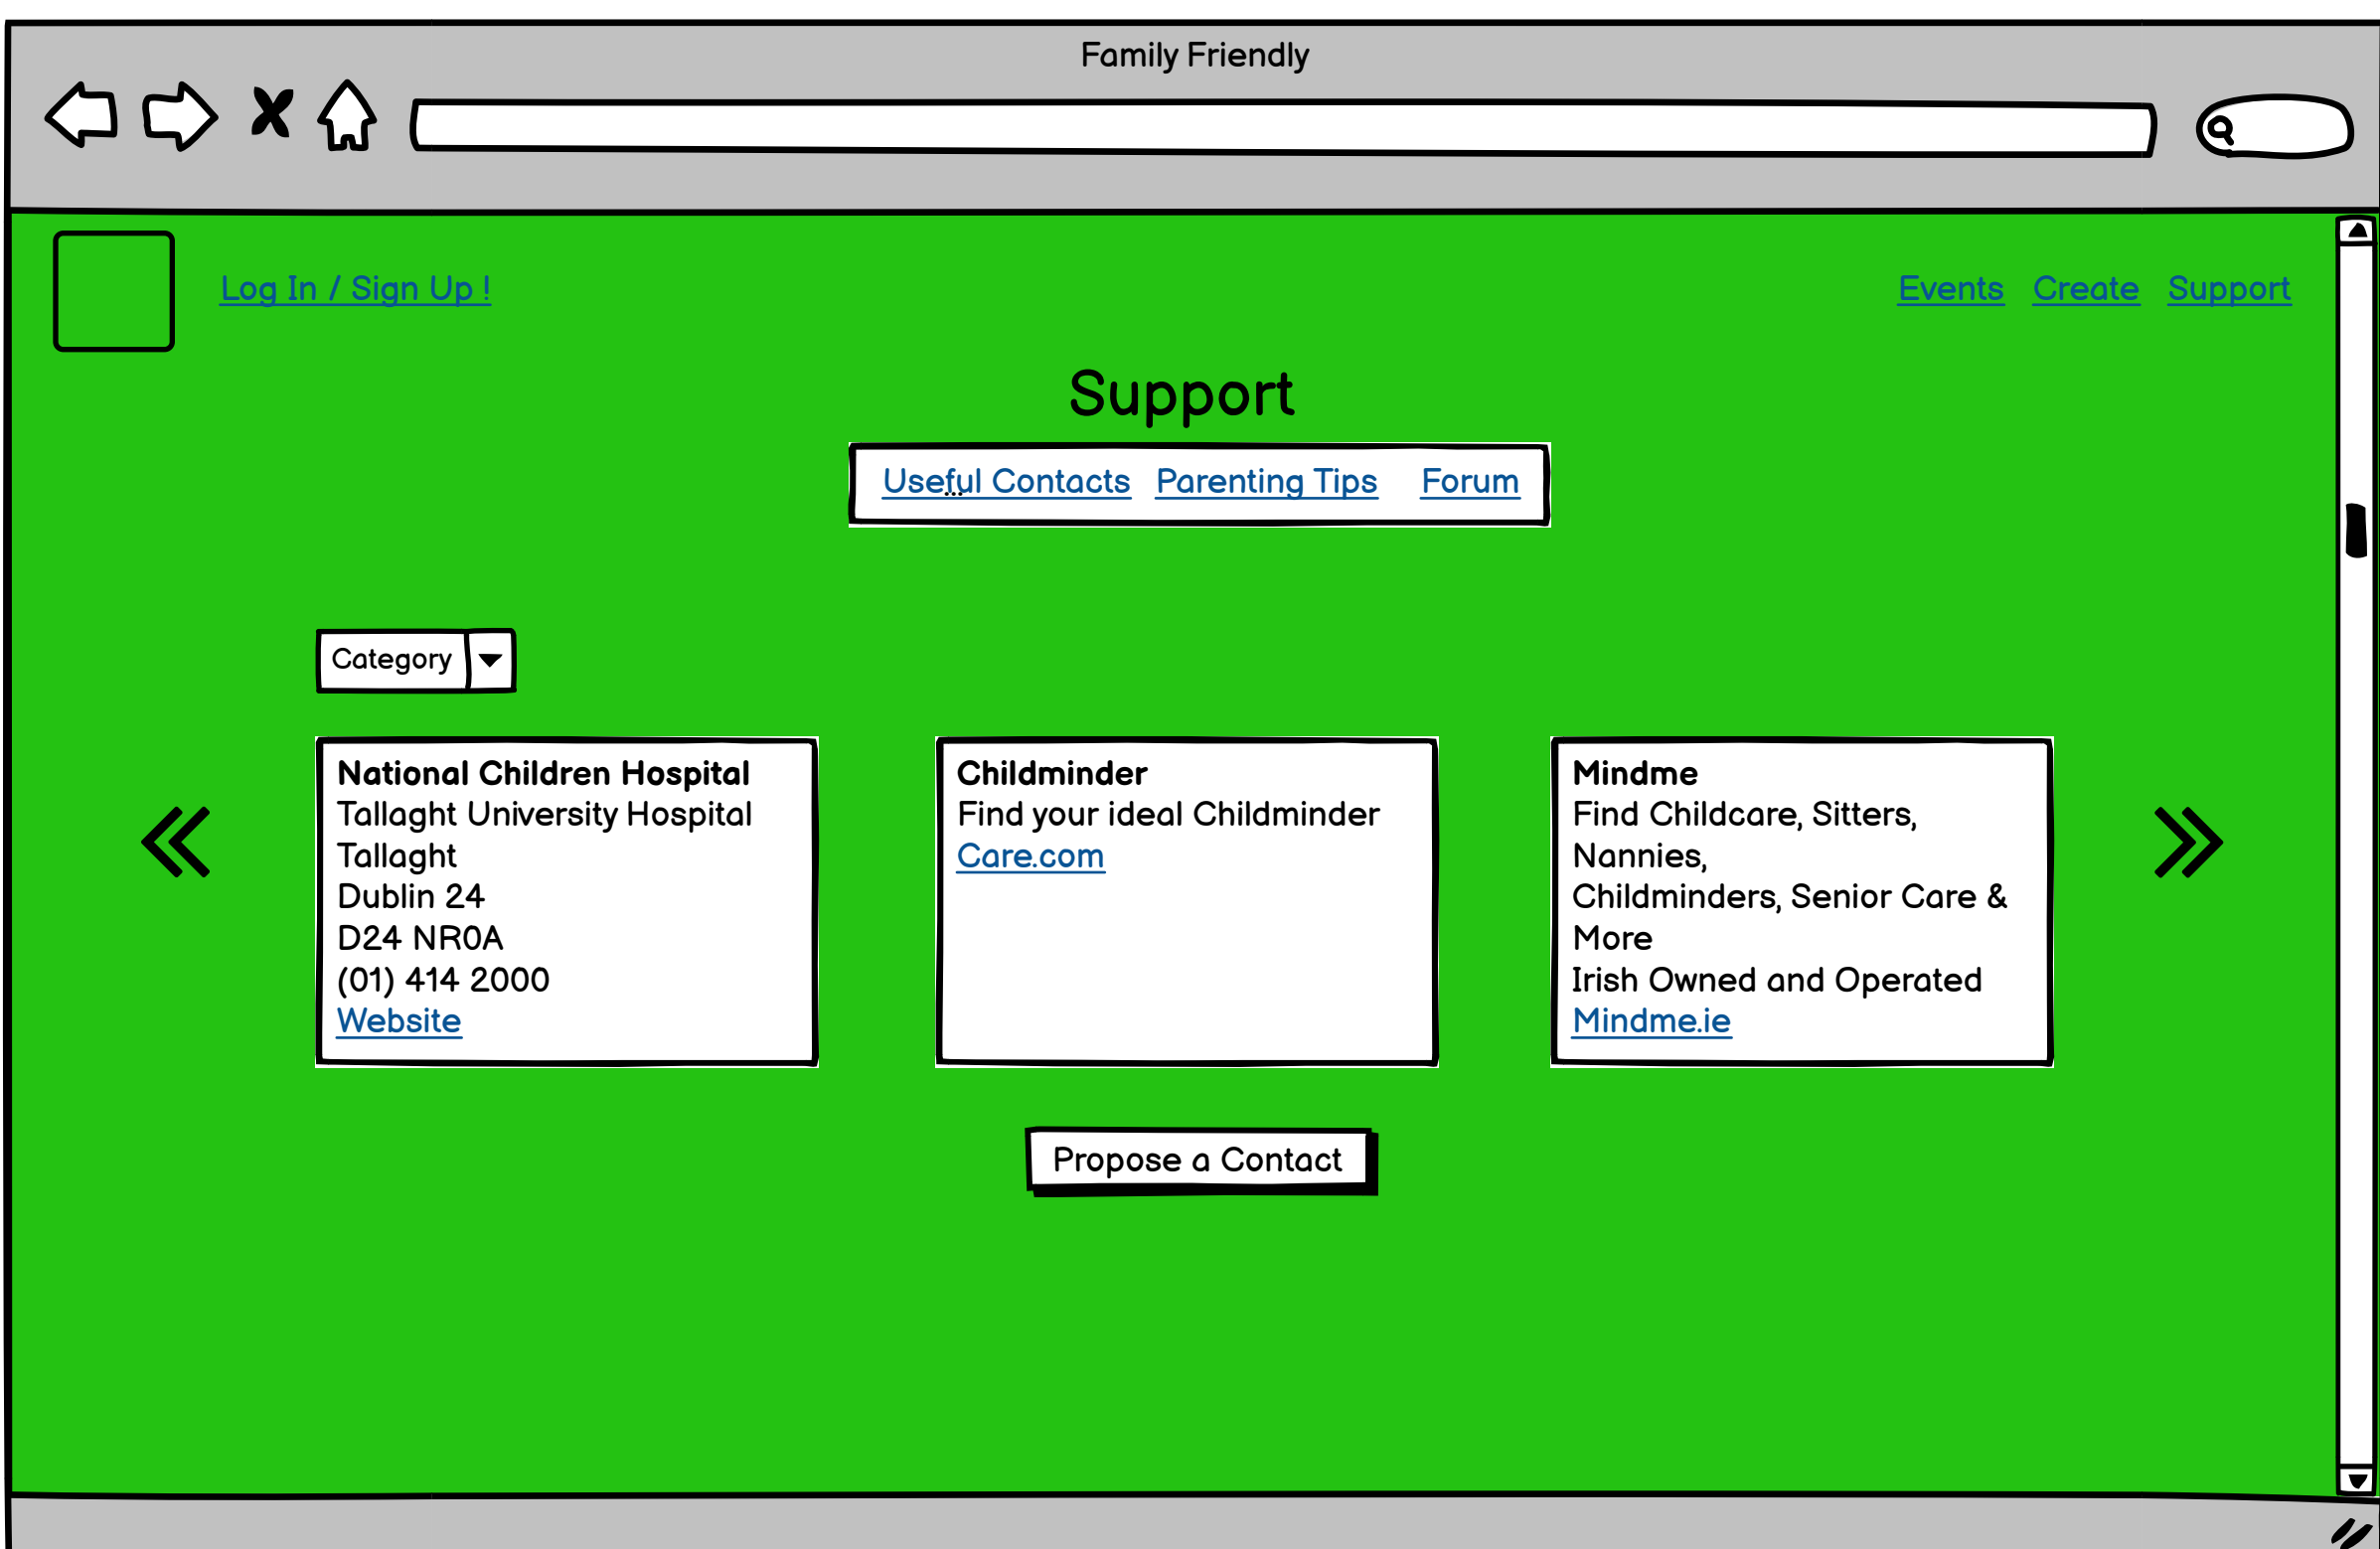 Family Friendly
Log In / Sign Up !
Events Create Support
Support
Useful Contacts Parenting Tips Forum
...
Category
National Children Hospital
Tallaght University Hospital
Tallaght
Dublin 24
D24 NR0A
(01) 414 2000
Website
Childminder
Find your ideal Childminder
Care.com
Mindme
Find Childcare, Sitters,
Nannies,
Childminders, Senior Care &
More
Irish Owned and Operated
Mindme.ie
Propose a Contact